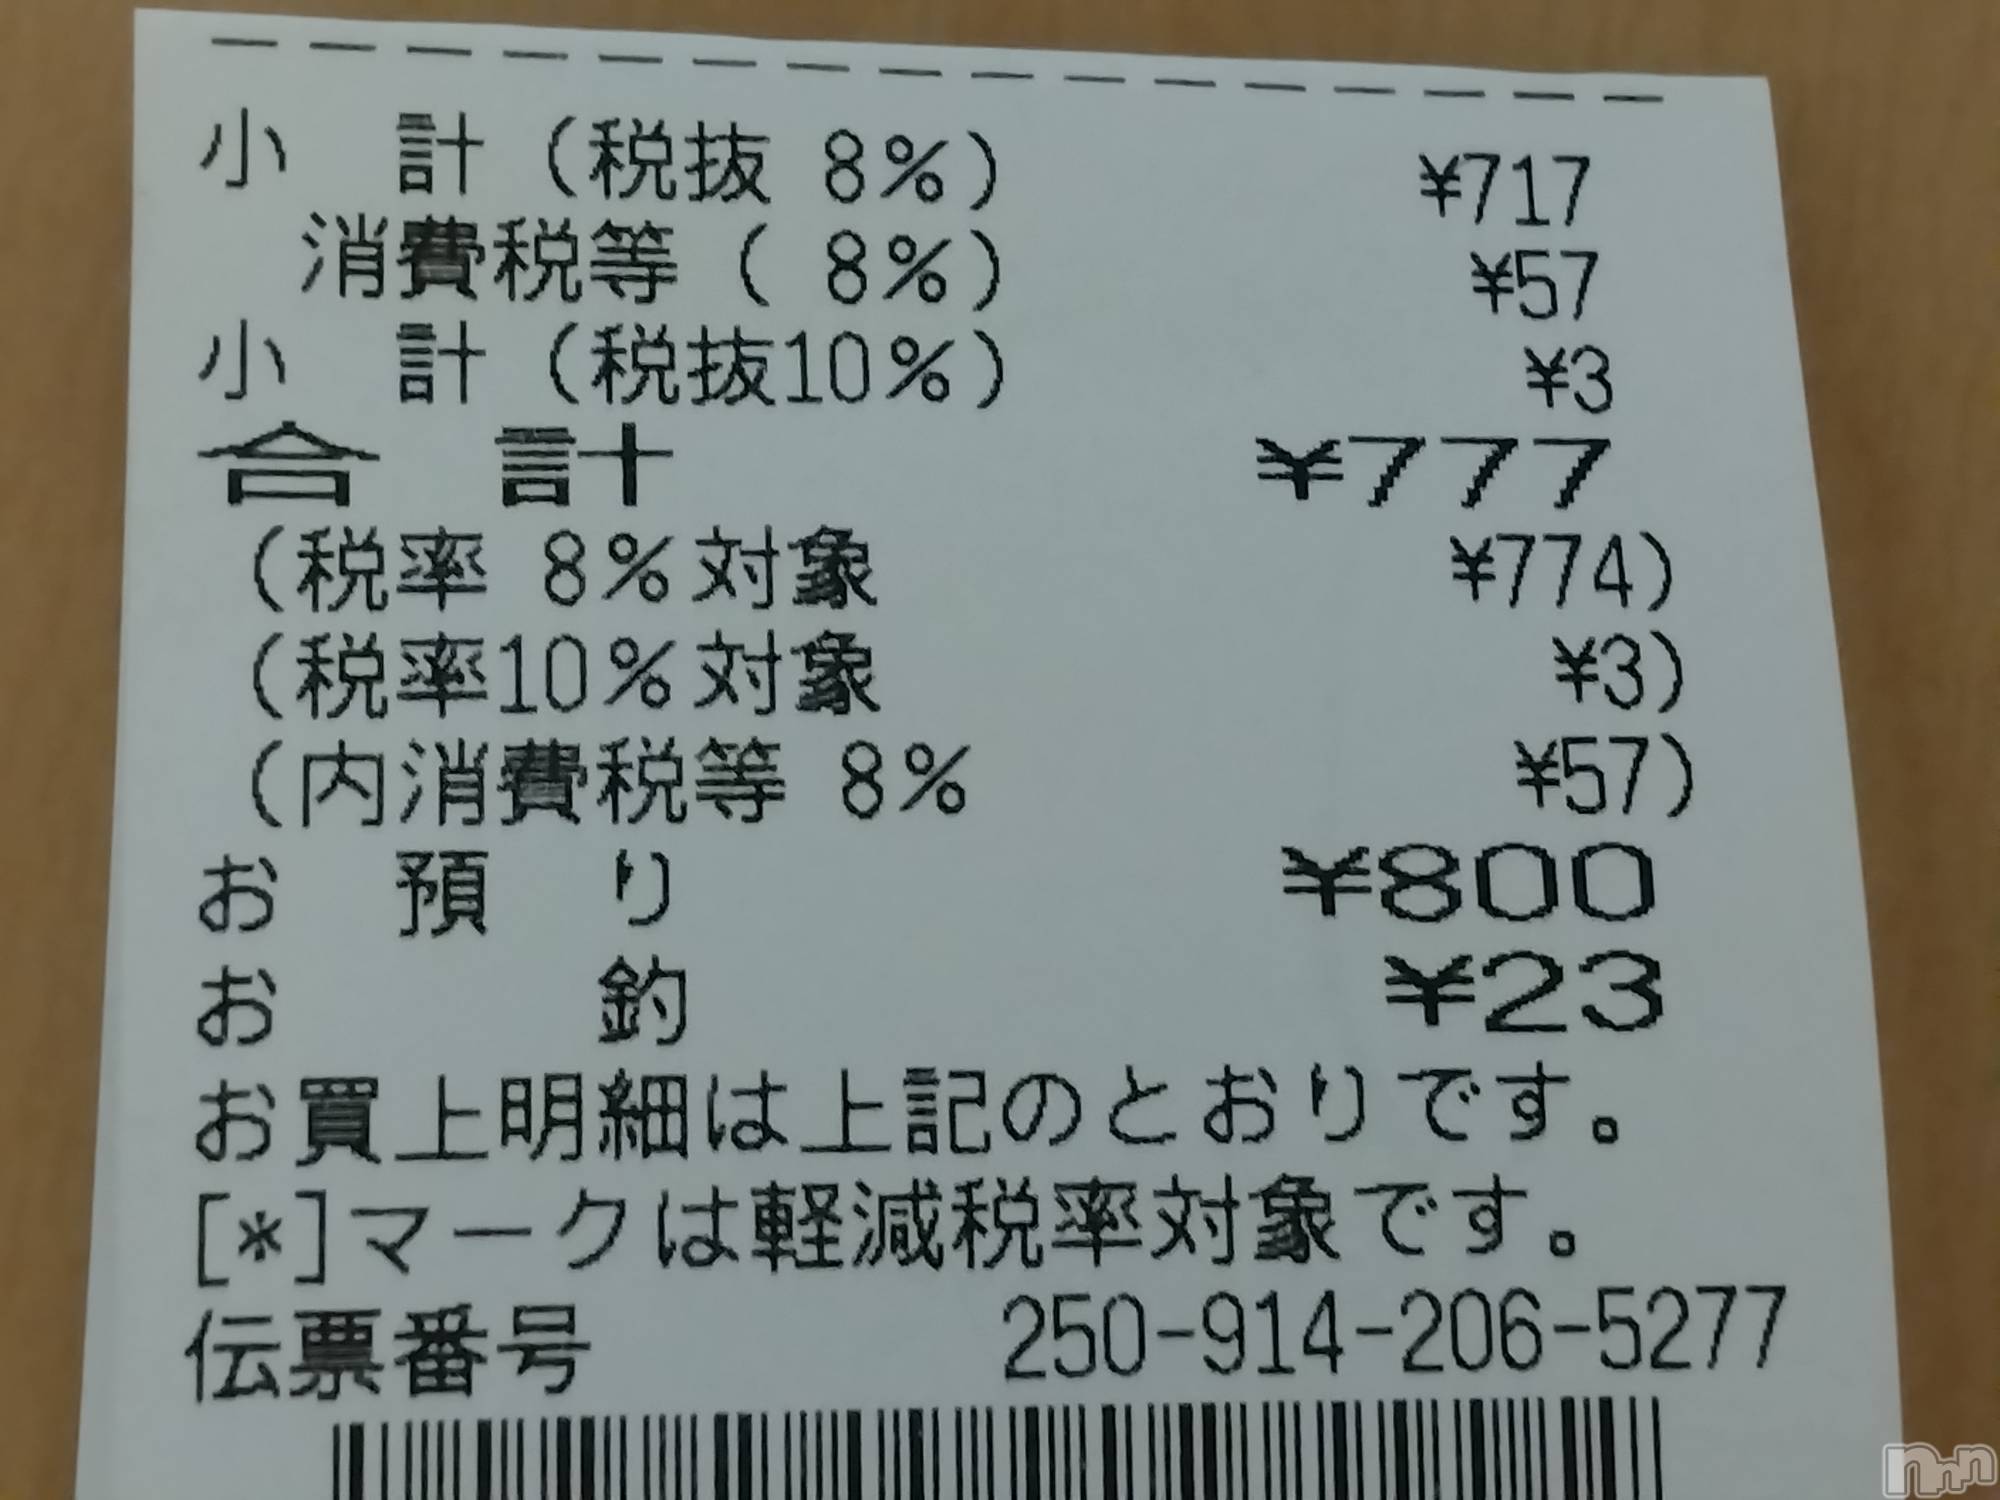 小　計（税抜 8%） ¥717
消費税等（ 8%） ¥57
小　計（税抜10%） ¥3
合　計 ¥777
（税率 8%対象 ¥774）
（税率10%対象 ¥3）
（内消費税等 8% ¥57）
お　預　り ¥800
お　　　釣 ¥23
お買上明細は上記のとおりです。
[*]マークは軽減税率対象です。
伝票番号 250-914-206-5277
nnn